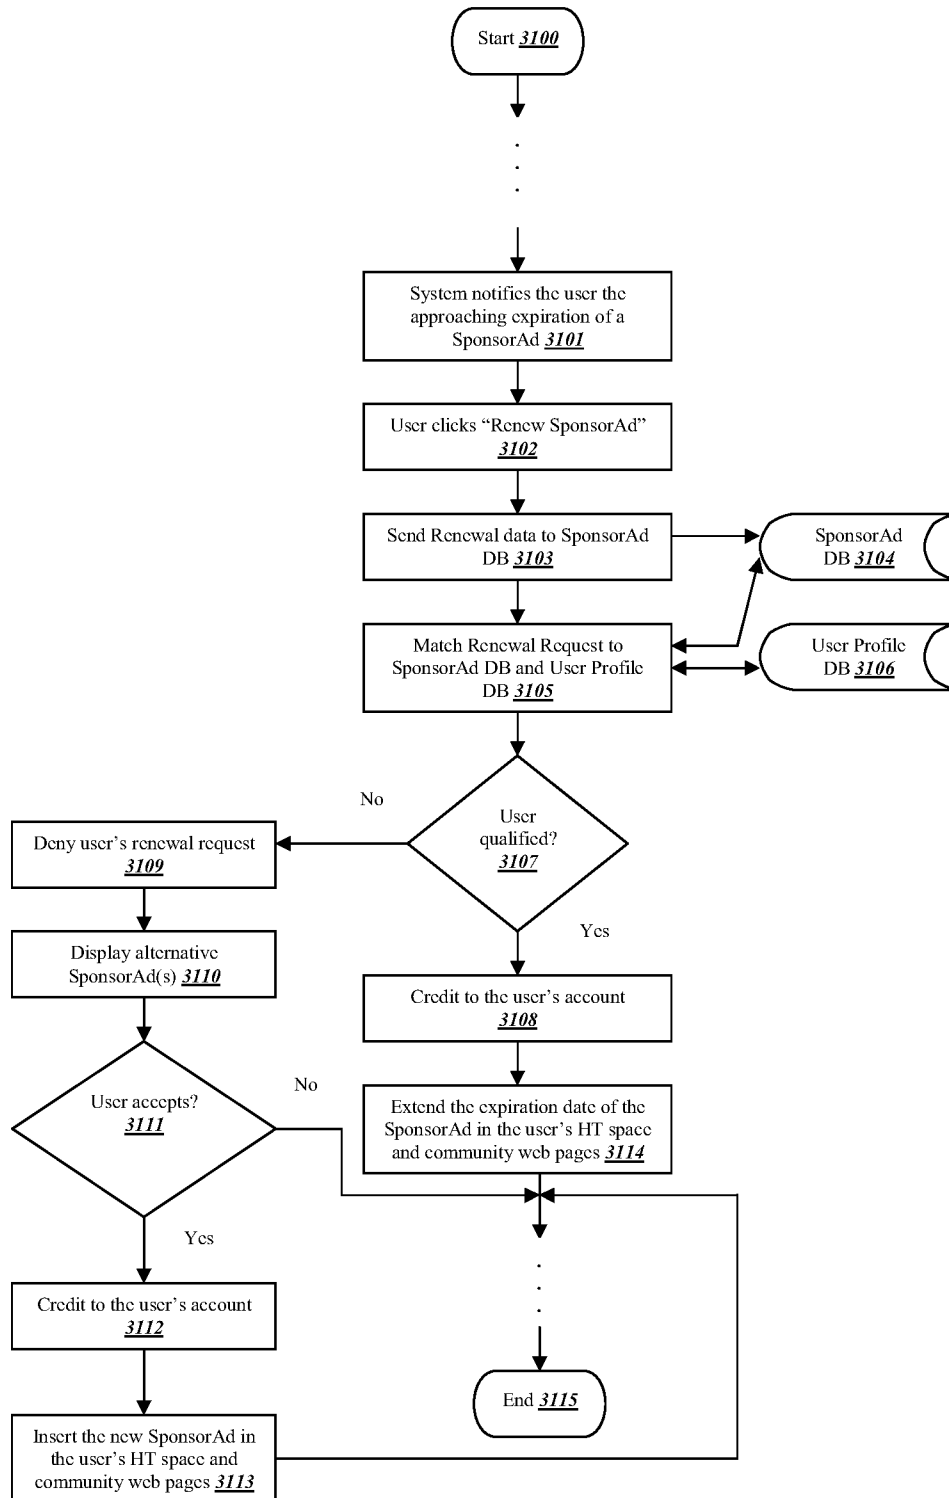 Start 3100
System notifies the user the
approaching expiration of a
SponsorAd 3101
User clicks “Renew SponsorAd”
3102
Send Renewal data to SponsorAd
DB 3103
SponsorAd
DB 3104
Match Renewal Request to
SponsorAd DB and User Profile
DB 3105
User Profile
DB 3106
User
qualified?
3107
No
Yes
Deny user’s renewal request
3109
Display alternative
SponsorAd(s) 3110
Credit to the user’s account
3108
User accepts?
3111
No
Yes
Extend the expiration date of the
SponsorAd in the user’s HT space
and community web pages 3114
Credit to the user’s account
3112
Insert the new SponsorAd in
the user’s HT space and
community web pages 3113
End 3115